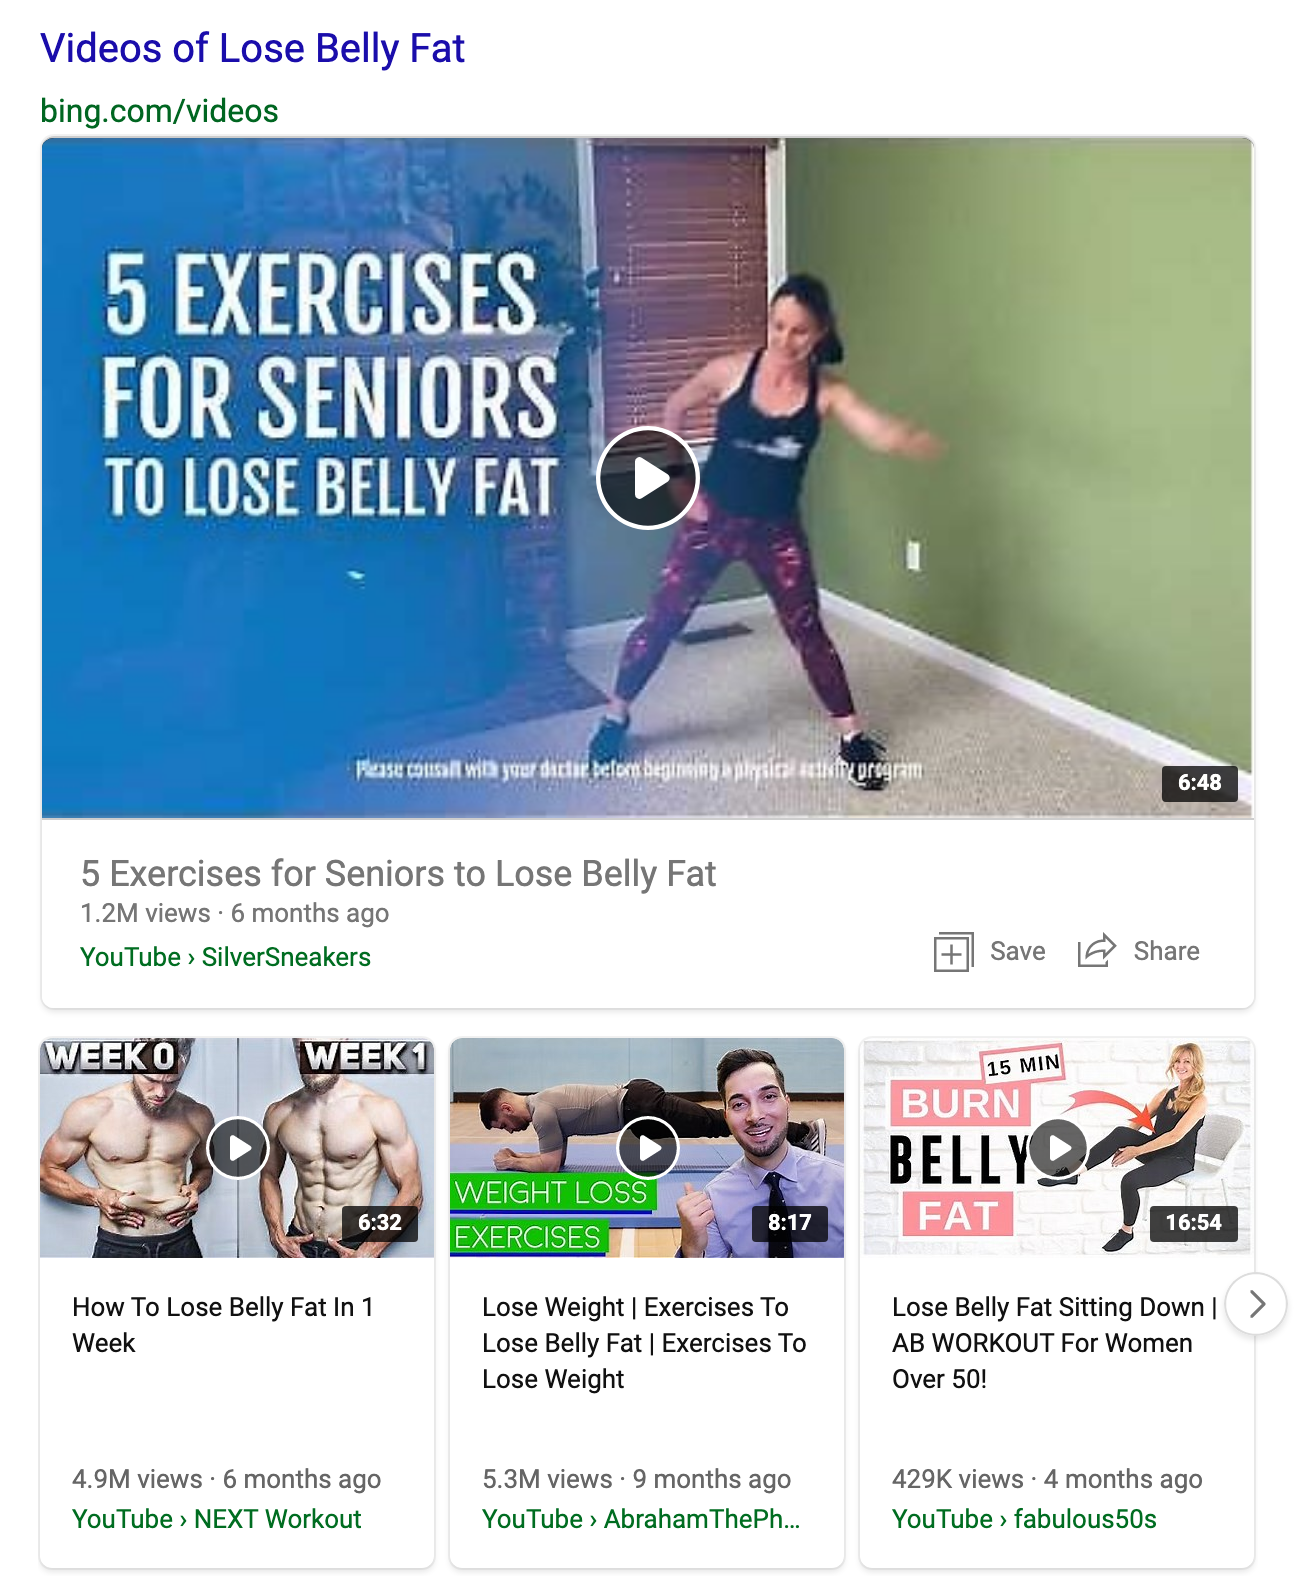 Videos of Lose Belly Fat
bing.com/videos
5 EXERCISES
FOR SENIORS
TO LOSE BELLY FAT
Please consult with your doctor before beginning a physical activity program
6:48
5 Exercises for Seniors to Lose Belly Fat
1.2M views · 6 months ago
YouTube › SilverSneakers
Save
Share
WEEK 0
WEEK 1
6:32
How To Lose Belly Fat In 1
Week
4.9M views · 6 months ago
YouTube › NEXT Workout
WEIGHT LOSS
EXERCISES
8:17
Lose Weight | Exercises To
Lose Belly Fat | Exercises To
Lose Weight
5.3M views · 9 months ago
YouTube › AbrahamThePh...
15 MIN
BURN
BELLY
FAT
16:54
Lose Belly Fat Sitting Down |
AB WORKOUT For Women
Over 50!
429K views · 4 months ago
YouTube › fabulous50s